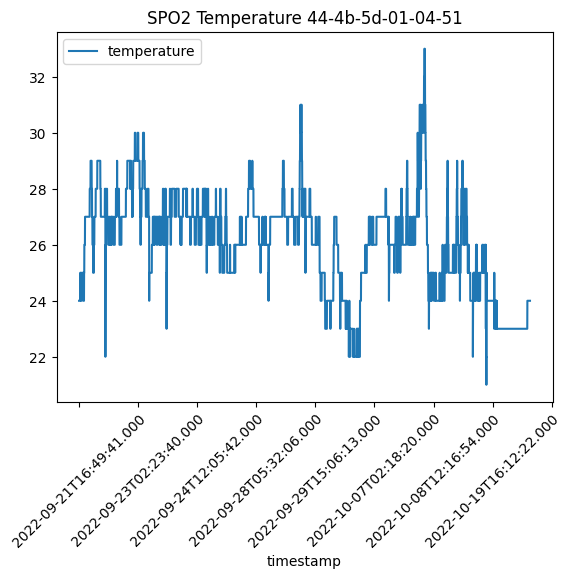 SPO2 Temperature 44-4b-5d-01-04-51
temperature
32
30
28
26
24
22
2022-09-21T16:49:41.000
2022-09-23T02:23:40.000
2022-09-24T12:05:42.000
2022-09-28T05:32:06.000
2022-09-29T15:06:13.000
2022-10-07T02:18:20.000
2022-10-08T12:16:54.000
2022-10-19T16:12:22.000
timestamp